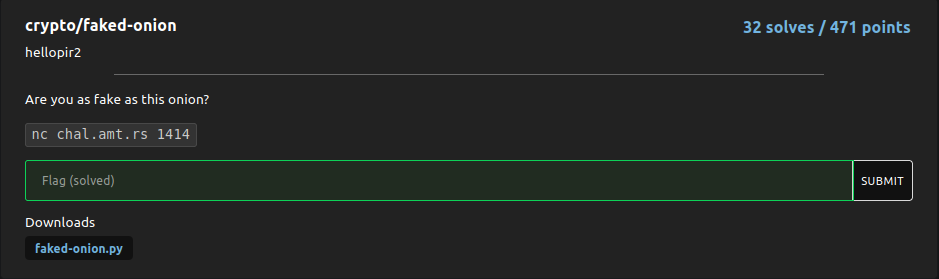 crypto/faked-onion
32 solves / 471 points
hellopir2
Are you as fake as this onion?
nc chal.amt.rs 1414
Flag (solved)
SUBMIT
Downloads
faked-onion.py